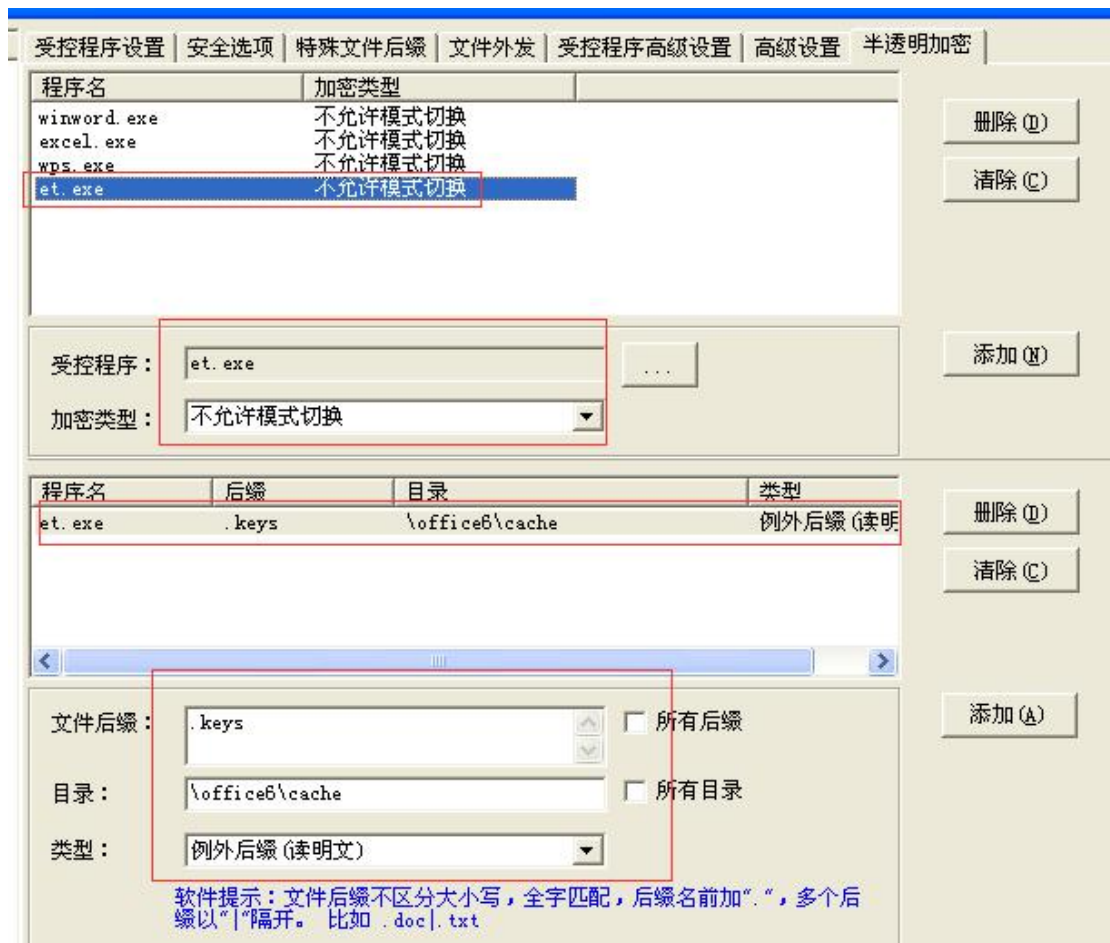 受控程序设置 安全选项 特殊文件后缀 文件外发 受控程序高级设置 高级设置 半透明加密
程序名 加密类型
winword.exe 不允许模式切换
excel.exe 不允许模式切换
wps.exe 不允许模式切换
et.exe 不允许模式切换
删除(D)
清除(C)
受控程序： et.exe ...
添加(N)
加密类型： 不允许模式切换
程序名 后缀 目录 类型
et.exe .keys \office6\cache 例外后缀(读明
删除(D)
清除(C)
文件后缀： .keys 所有后缀
添加(A)
目录： \office6\cache 所有目录
类型： 例外后缀(读明文)
软件提示：文件后缀不区分大小写，全字匹配，后缀名前加"."，多个后
缀以"|"隔开。 比如 .doc|.txt